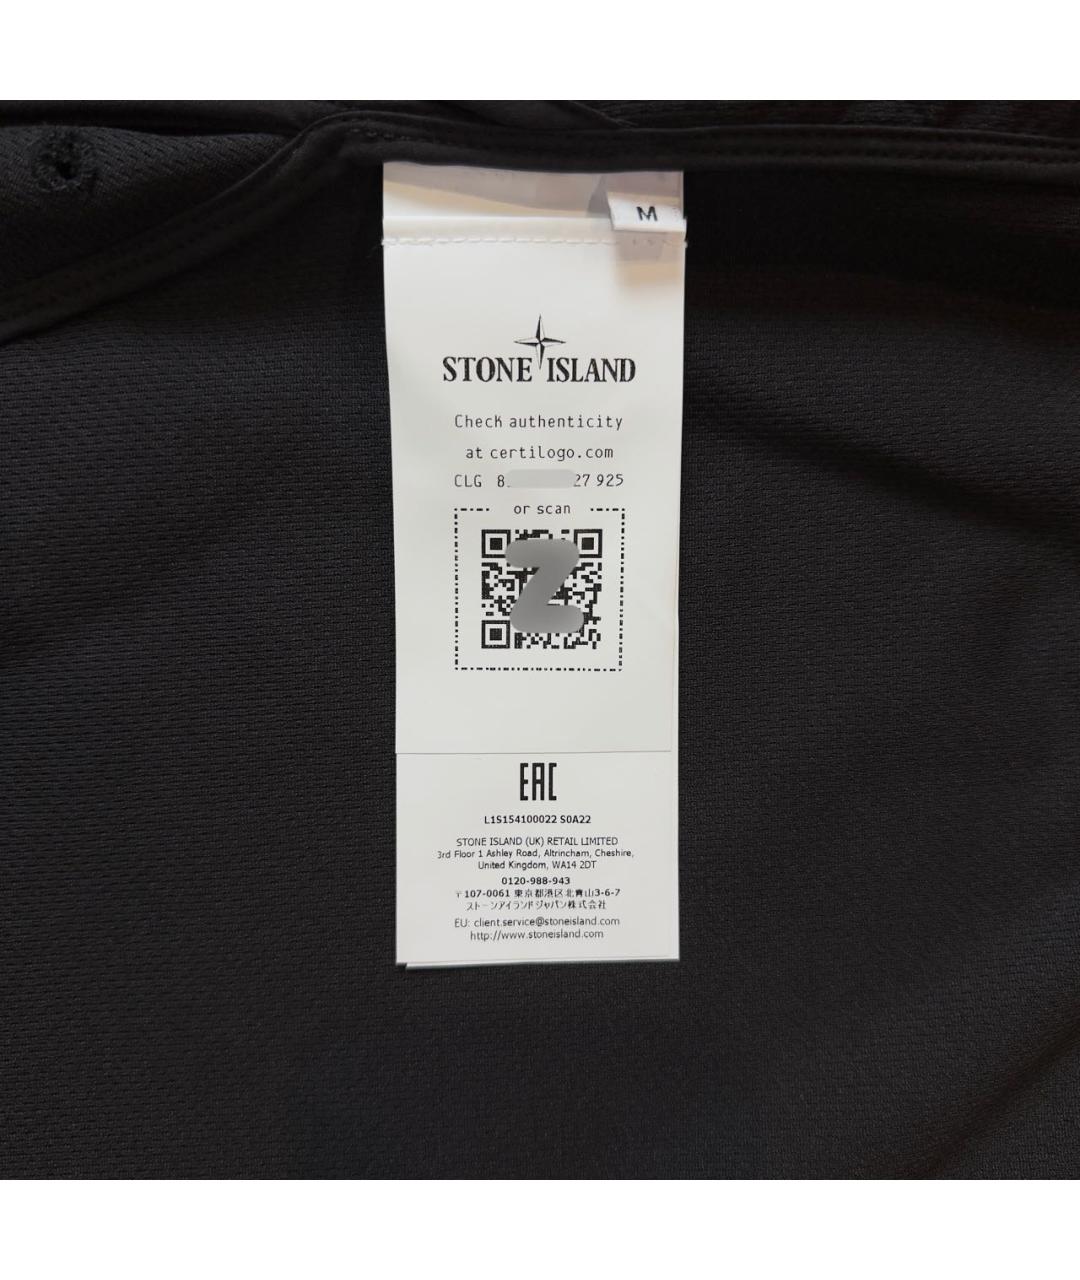 M
STONE ISLAND
Check authenticity
at certilogo.com
CLG 8 27 925
or scan
Z
EAC
L1S154100022 S0A22
STONE ISLAND (UK) RETAIL LIMITED
3rd Floor 1 Ashley Road, Altrincham, Cheshire,
United Kingdom, WA14 2DT
0120-988-943
〒107-0061 東京都港区北青山3-6-7
ストーンアイランドジャパン株式会社
EU: client.service@stoneisland.com
http://www.stoneisland.com